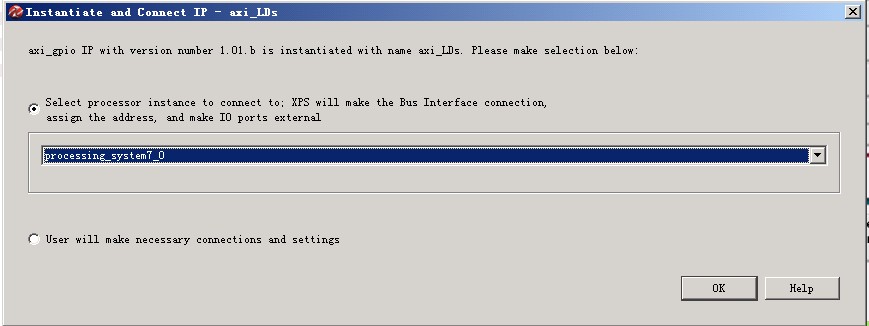 Instantiate and Connect IP - axi_LDs
axi_gpio IP with version number 1.01.b is instantiated with name axi_LDs. Please make selection below:
Select processor instance to connect to; XPS will make the Bus Interface connection,
assign the address, and make IO ports external
processing_system7_0
User will make necessary connections and settings
OK
Help